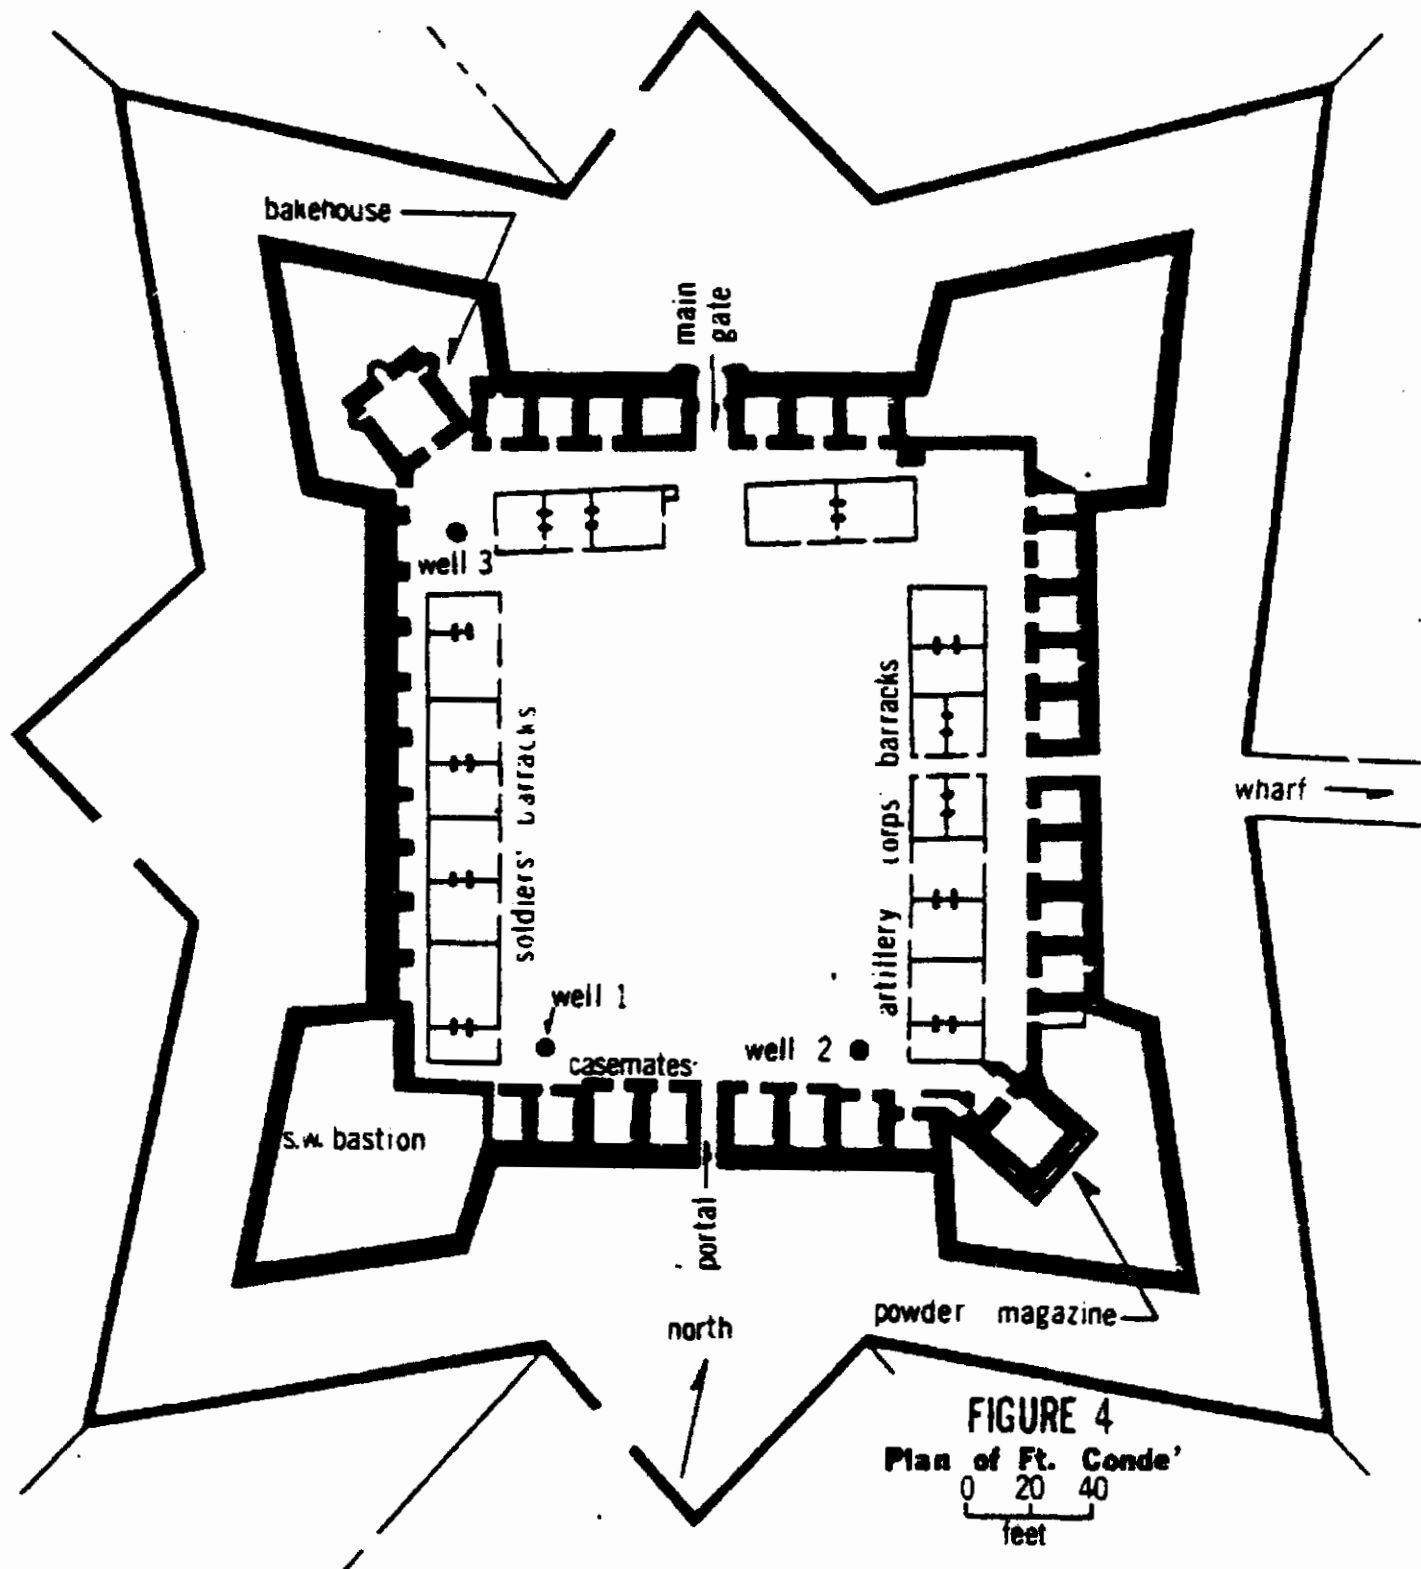 bakehouse
main
gate
well 3
soldiers' barracks
artillery corps barracks
wharf
well 1
casemates
well 2
s.w. bastion
portal
north
powder magazine
FIGURE 4
Plan of Ft. Conde'
0 20 40
feet